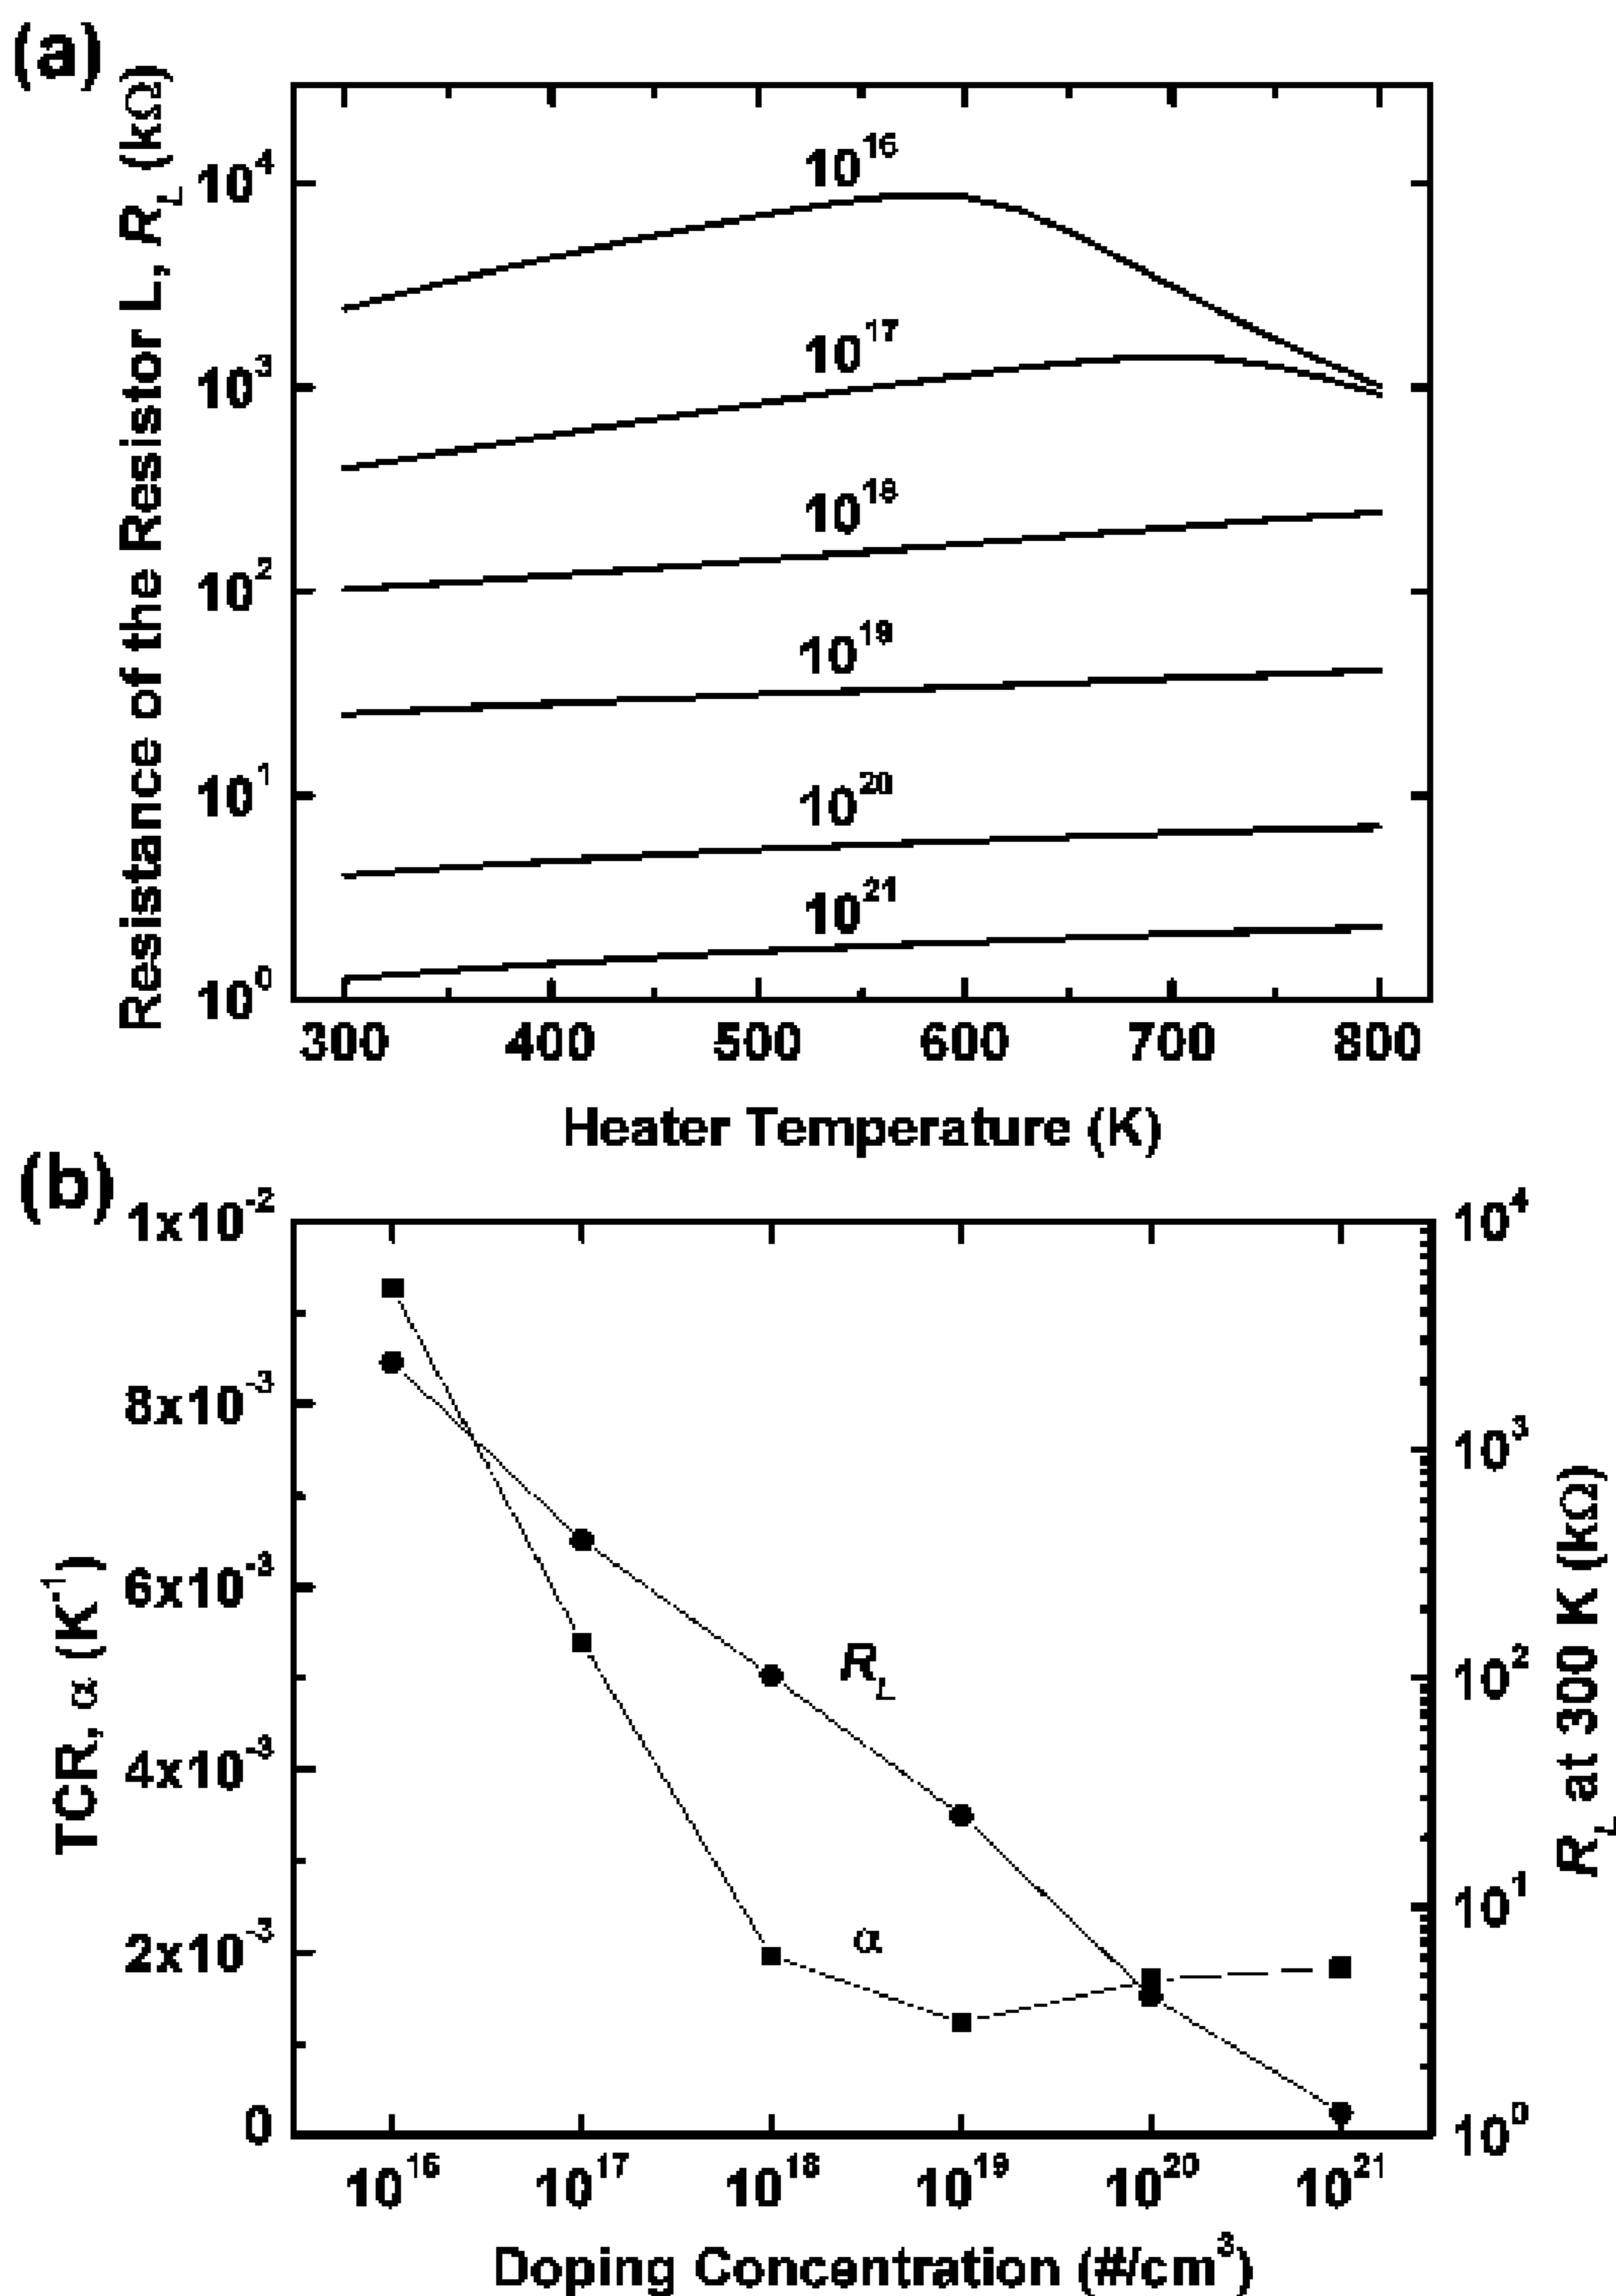 (a)
Resistance of the Resistor L, R_L (kΩ)
10^4
10^3
10^2
10^1
10^0
10^16
10^17
10^18
10^19
10^20
10^21
300 400 500 600 700 800
Heater Temperature (K)
(b)
TCR, α (K^-1)
1x10^-2
8x10^-3
6x10^-3
4x10^-3
2x10^-3
0
R_L
α
10^4
10^3
10^2
10^1
10^0
R_L at 300 K (kΩ)
10^16 10^17 10^18 10^19 10^20 10^21
Doping Concentration (#/cm^3)